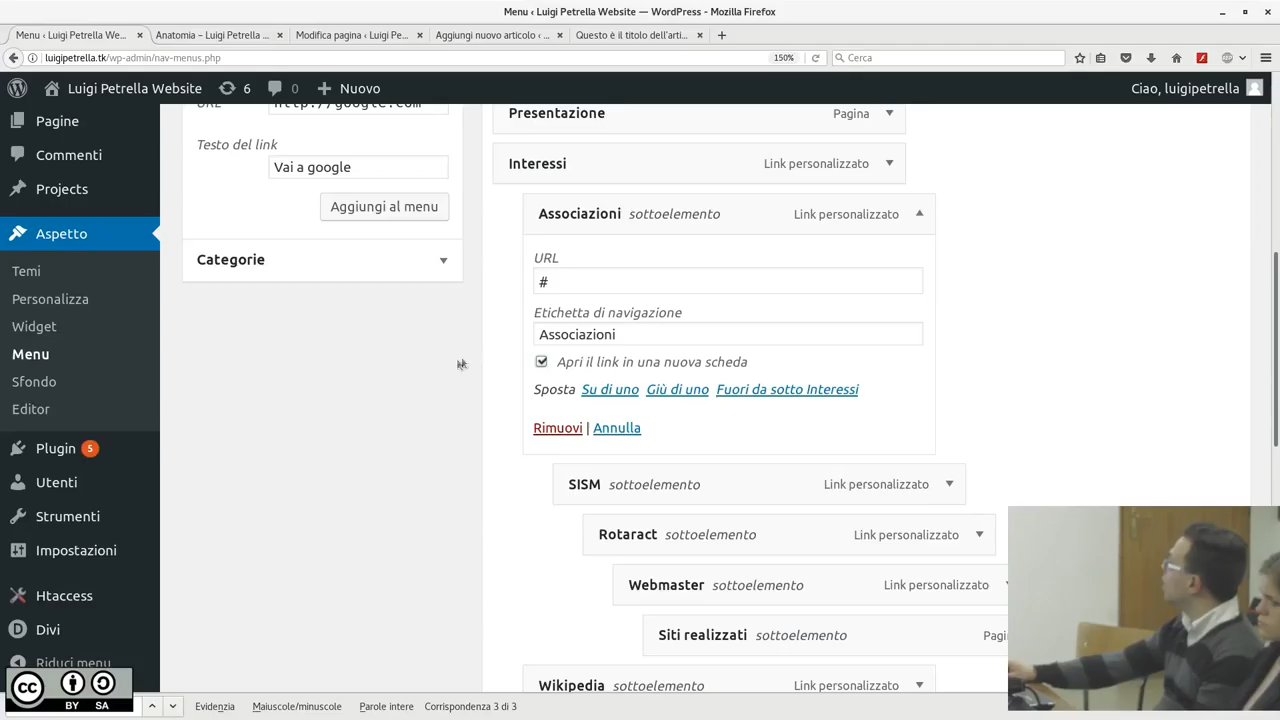 Menu ‹ Luigi Petrella Website — WordPress - Mozilla Firefox
Menu ‹ Luigi Petrella We... × Anatomia – Luigi Petrella ... × Modifica pagina ‹ Luigi Pe... × Aggiungi nuovo articolo ‹ ... × Questo è il titolo dell'arti... × +
luigipetrella.tk/wp-admin/nav-menus.php 150% Cerca ABP
Luigi Petrella Website 6 0 + Nuovo Ciao, luigipetrella
Pagine
Commenti
Projects
Aspetto
Temi
Personalizza
Widget
Menu
Sfondo
Editor
Plugin 5
Utenti
Strumenti
Impostazioni
Htaccess
Divi
Riduci menu
URL http://google.com
Testo del link
Vai a google
Aggiungi al menu
Categorie
Presentazione Pagina
Interessi Link personalizzato
Associazioni sottoelemento Link personalizzato
URL
#
Etichetta di navigazione
Associazioni
Apri il link in una nuova scheda
Sposta Su di uno Giù di uno Fuori da sotto Interessi
Rimuovi | Annulla
SISM sottoelemento Link personalizzato
Rotaract sottoelemento Link personalizzato
Webmaster sottoelemento Link personalizzato
Siti realizzati sottoelemento Pagi
Wikipedia sottoelemento Link personalizzato
cc BY SA
Evidenzia Maiuscole/minuscole Parole intere Corrispondenza 3 di 3